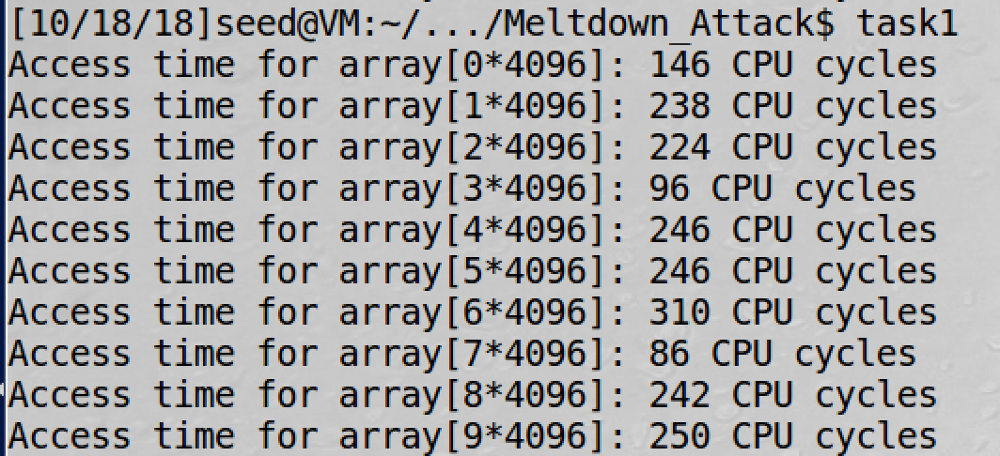 [10/18/18]seed@VM:~/.../Meltdown_Attack$ task1
Access time for array[0*4096]: 146 CPU cycles
Access time for array[1*4096]: 238 CPU cycles
Access time for array[2*4096]: 224 CPU cycles
Access time for array[3*4096]: 96 CPU cycles
Access time for array[4*4096]: 246 CPU cycles
Access time for array[5*4096]: 246 CPU cycles
Access time for array[6*4096]: 310 CPU cycles
Access time for array[7*4096]: 86 CPU cycles
Access time for array[8*4096]: 242 CPU cycles
Access time for array[9*4096]: 250 CPU cycles